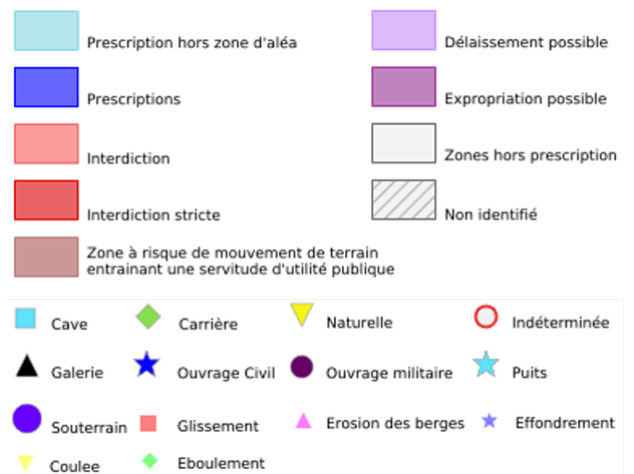 Prescription hors zone d'aléa
Délaissement possible
Prescriptions
Expropriation possible
Interdiction
Zones hors prescription
Interdiction stricte
Non identifié
Zone à risque de mouvement de terrain
entrainant une servitude d'utilité publique
Cave
Carrière
Naturelle
Indéterminée
Galerie
Ouvrage Civil
Ouvrage militaire
Puits
Souterrain
Glissement
Erosion des berges
Effondrement
Coulee
Eboulement